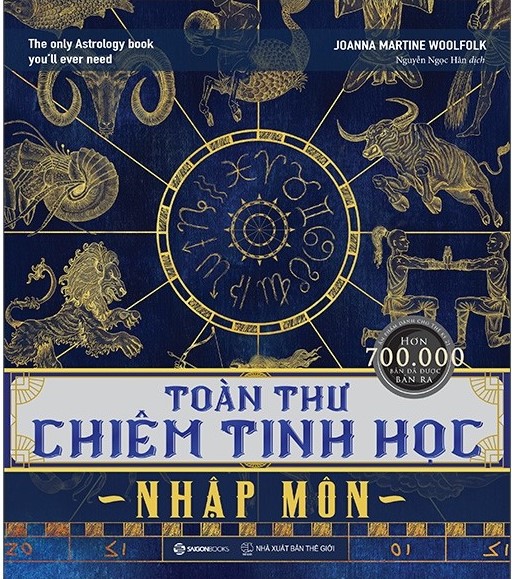 The only Astrology book
you'll ever need
JOANNA MARTINE WOOLFOLK
Nguyễn Ngọc Hân dịch
HƠN
700.000
BẢN ĐÃ ĐƯỢC
BÁN RA
TOÀN THƯ
CHIÊM TINH HỌC
NHẬP MÔN
SAIGONBOOKS
NHÀ XUẤT BẢN THẾ GIỚI